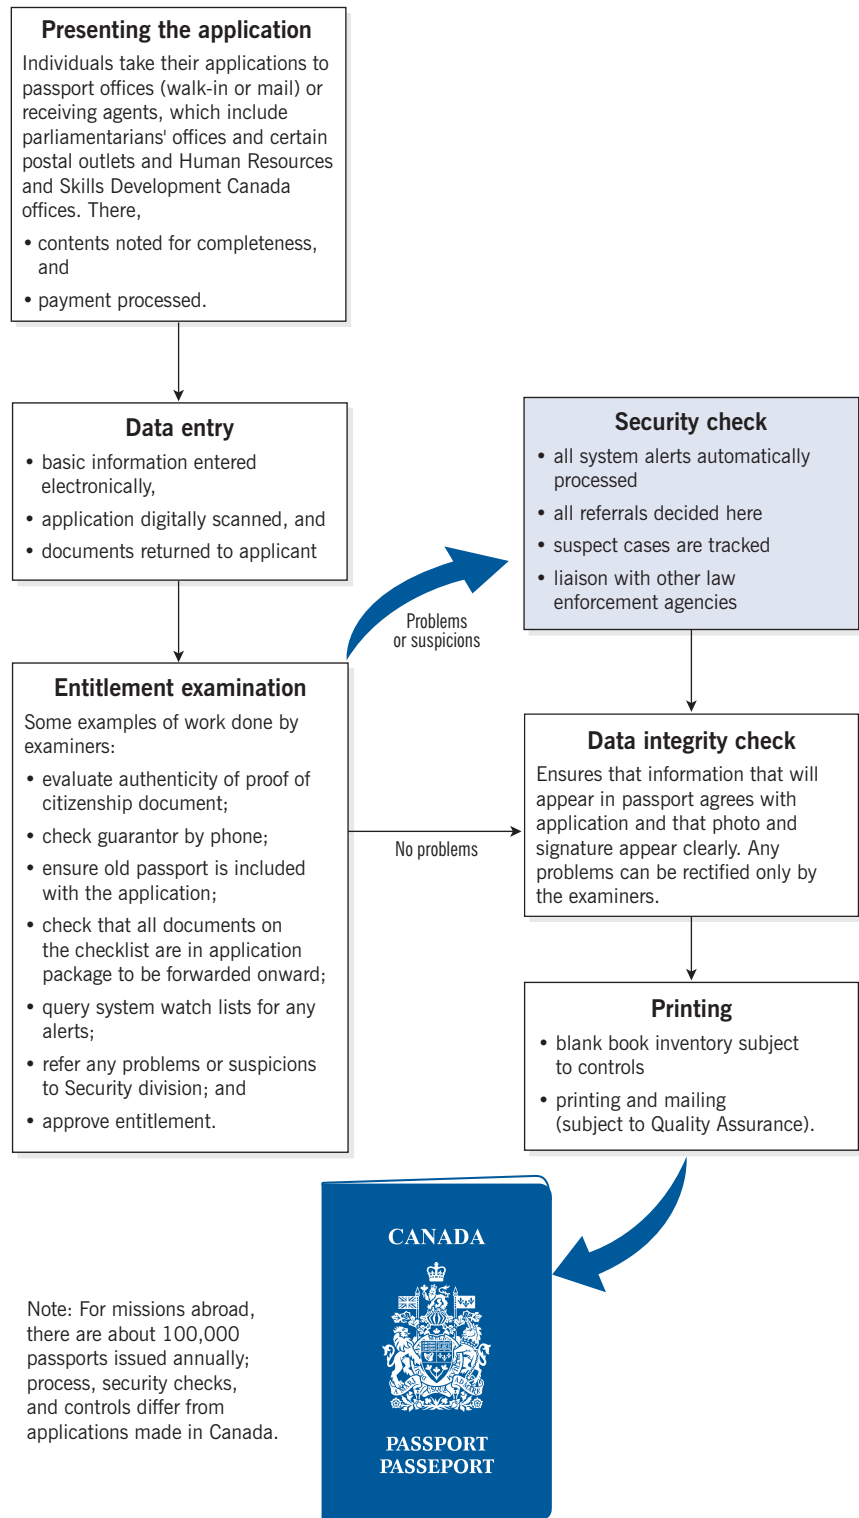 Presenting the application
Individuals take their applications to
passport offices (walk-in or mail) or
receiving agents, which include
parliamentarians' offices and certain
postal outlets and Human Resources
and Skills Development Canada
offices. There,
• contents noted for completeness,
and
• payment processed.
Data entry
• basic information entered
electronically,
• application digitally scanned, and
• documents returned to applicant
Entitlement examination
Some examples of work done by
examiners:
• evaluate authenticity of proof of
citizenship document;
• check guarantor by phone;
• ensure old passport is included
with the application;
• check that all documents on
the checklist are in application
package to be forwarded onward;
• query system watch lists for any
alerts;
• refer any problems or suspicions
to Security division; and
• approve entitlement.
Problems
or suspicions
No problems
Security check
• all system alerts automatically
processed
• all referrals decided here
• suspect cases are tracked
• liaison with other law
enforcement agencies
Data integrity check
Ensures that information that will
appear in passport agrees with
application and that photo and
signature appear clearly. Any
problems can be rectified only by
the examiners.
Printing
• blank book inventory subject
to controls
• printing and mailing
(subject to Quality Assurance).
CANADA
PASSPORT
PASSEPORT
Note: For missions abroad,
there are about 100,000
passports issued annually;
process, security checks,
and controls differ from
applications made in Canada.